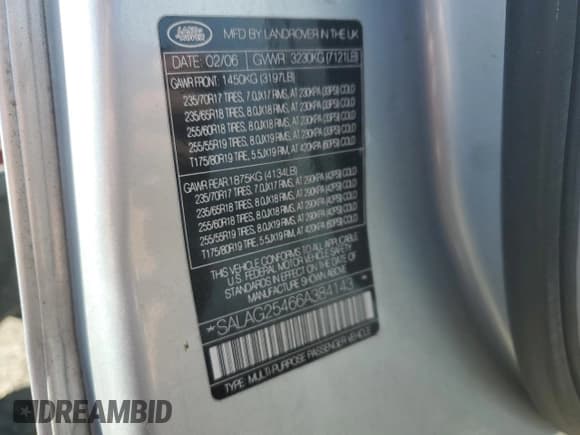 LAND ROVER
MFD BY LANDROVER IN THE UK
DATE: 02/06 GVWR 3230KG (7121LB)
GAWR FRONT: 1450KG (3197LB)
235/70R17 TIRES, 7.0JX17 RIMS, AT 230KPA (33PSI) COLD
235/65R18 TIRES, 8.0JX18 RIMS, AT 230KPA (33PSI) COLD
255/60R18 TIRES, 8.0JX18 RIMS, AT 230KPA (33PSI) COLD
255/55R19 TIRES, 8.0JX19 RIMS, AT 230KPA (33PSI) COLD
T175/80R19 TIRE, 5.5JX19 RIM, AT 420KPA (60PSI) COLD
GAWR REAR 1875KG (4134LB)
235/70R17 TIRES, 7.0JX17 RIMS, AT 290KPA (42PSI) COLD
235/65R18 TIRES, 8.0JX18 RIMS, AT 290KPA (42PSI) COLD
255/60R18 TIRES, 8.0JX18 RIMS, AT 290KPA (42PSI) COLD
255/55R19 TIRES, 8.0JX19 RIMS, AT 290KPA (42PSI) COLD
T175/80R19 TIRE, 5.5JX19 RIM, AT 420KPA (60PSI) COLD
THIS VEHICLE CONFORMS TO ALL APPLICABLE
U.S. FEDERAL MOTOR VEHICLE SAFETY
STANDARDS IN EFFECT ON THE DATE OF
MANUFACTURE SHOWN ABOVE
*SALAG25466A384143*
TYPE: MULTI-PURPOSE PASSENGER VEHICLE
DREAMBID